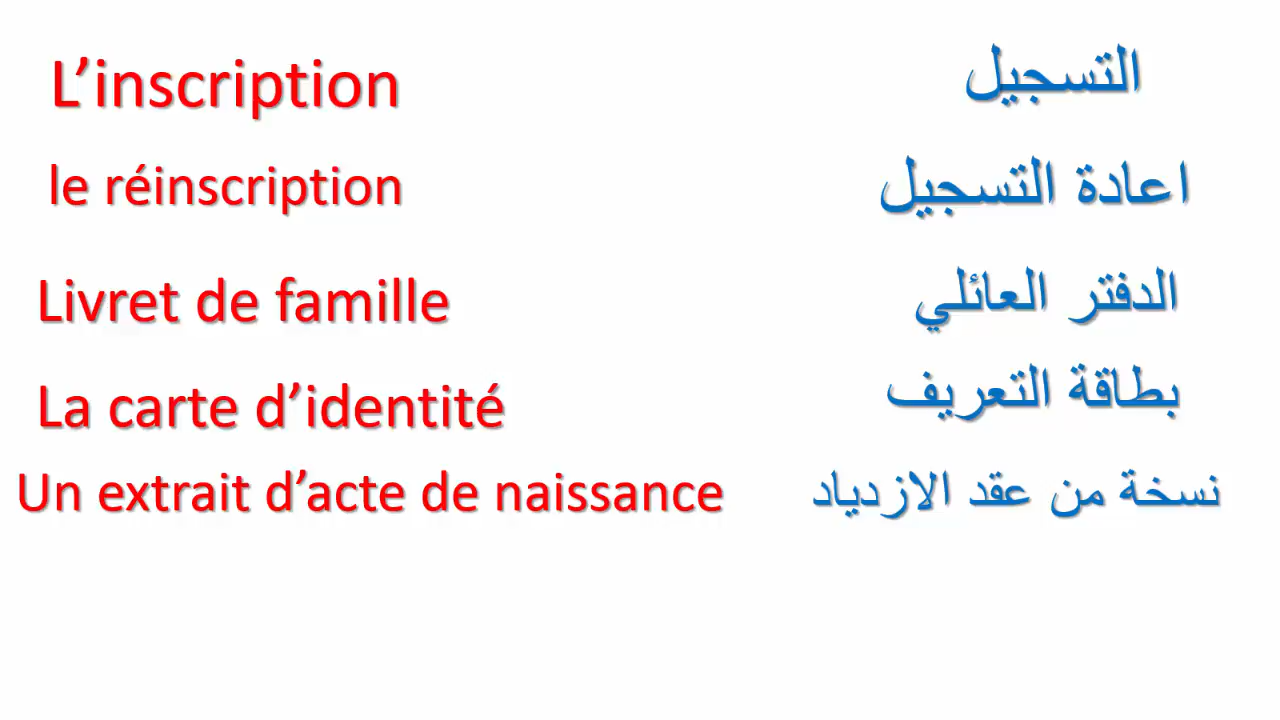 L’inscription التسجيل
le réinscription اعادة التسجيل
Livret de famille الدفتر العائلي
La carte d’identité بطاقة التعريف
Un extrait d’acte de naissance نسخة من عقد الازدياد